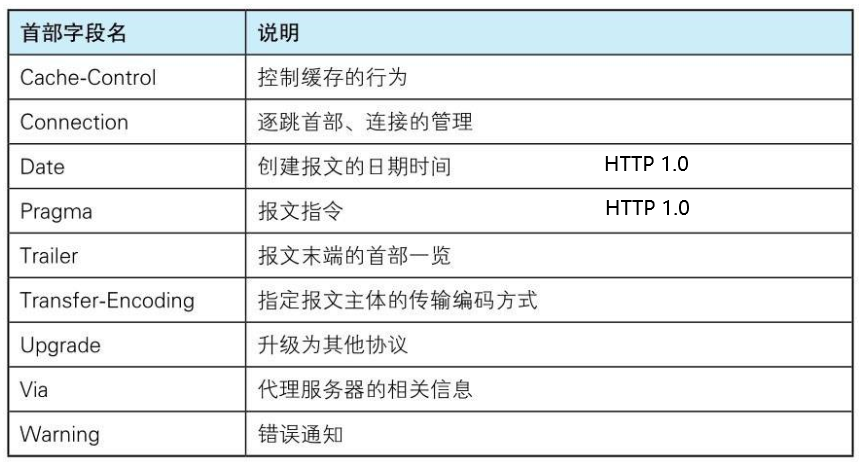 首部字段名 说明
Cache-Control 控制缓存的行为
Connection 逐跳首部、连接的管理
Date 创建报文的日期时间 HTTP 1.0
Pragma 报文指令 HTTP 1.0
Trailer 报文末端的首部一览
Transfer-Encoding 指定报文主体的传输编码方式
Upgrade 升级为其他协议
Via 代理服务器的相关信息
Warning 错误通知